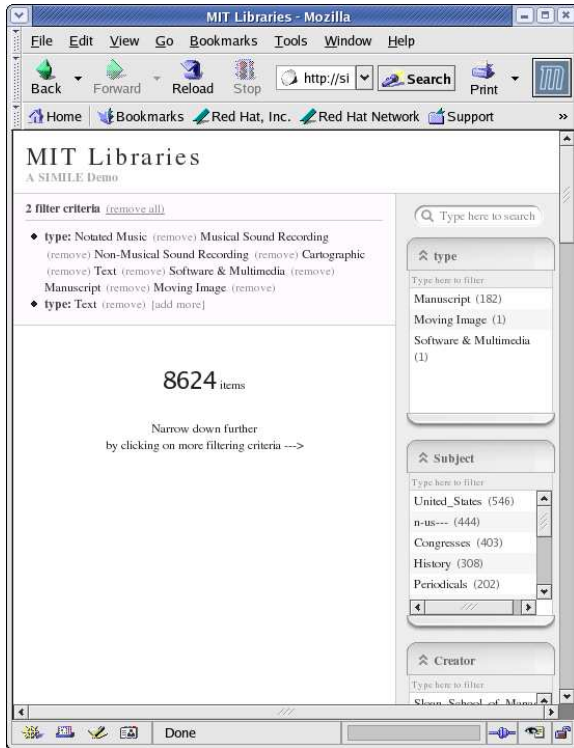 MIT Libraries - Mozilla
File Edit View Go Bookmarks Tools Window Help
Back Forward Reload Stop http://si Search Print
Home Bookmarks Red Hat, Inc. Red Hat Network Support »
MIT Libraries
A SIMILE Demo
2 filter criteria (remove all)
type: Notated Music (remove) Musical Sound Recording
(remove) Non-Musical Sound Recording (remove) Cartographic
(remove) Text (remove) Software & Multimedia (remove)
Manuscript (remove) Moving Image (remove)
type: Text (remove) [add more]
8624 items
Narrow down further
by clicking on more filtering criteria --->
Type here to search
type
Type here to filter
Manuscript (182)
Moving Image (1)
Software & Multimedia
(1)
Subject
Type here to filter
United_States (546)
n-us--- (444)
Congresses (403)
History (308)
Periodicals (202)
Creator
Type here to filter
Done